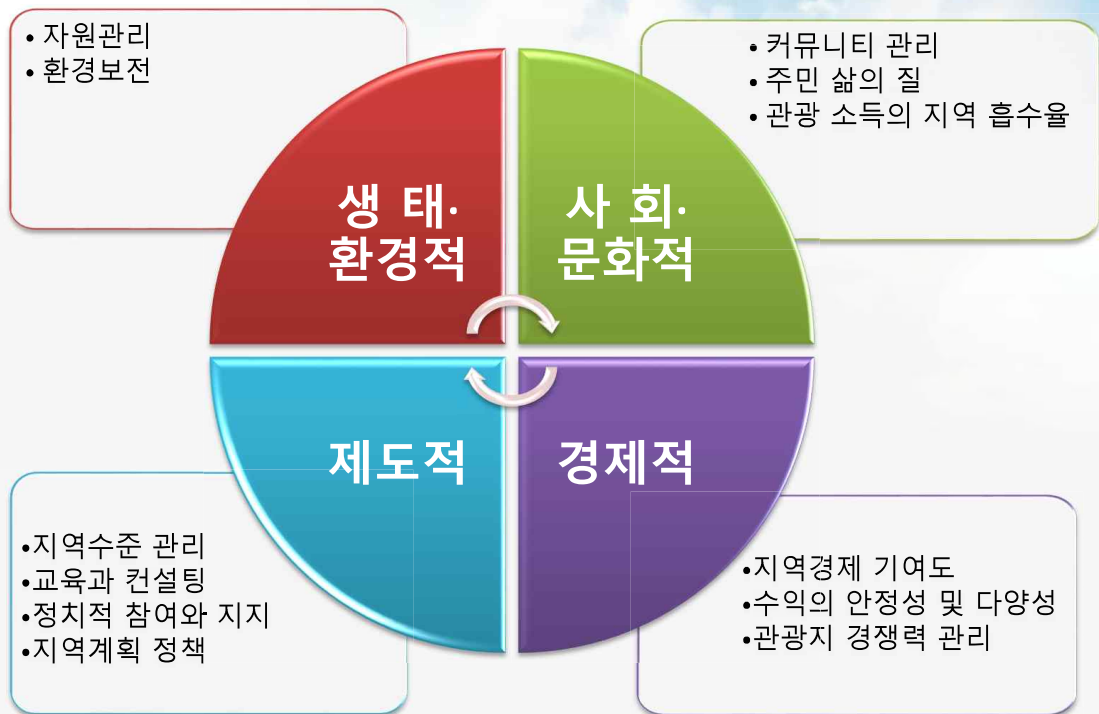 • 자원관리
• 환경보전
• 커뮤니티 관리
• 주민 삶의 질
• 관광 소득의 지역 흡수율
생 태·
환경적
사 회·
문화적
제도적
경제적
•지역수준 관리
•교육과 컨설팅
•정치적 참여와 지지
•지역계획 정책
•지역경제 기여도
•수익의 안정성 및 다양성
•관광지 경쟁력 관리